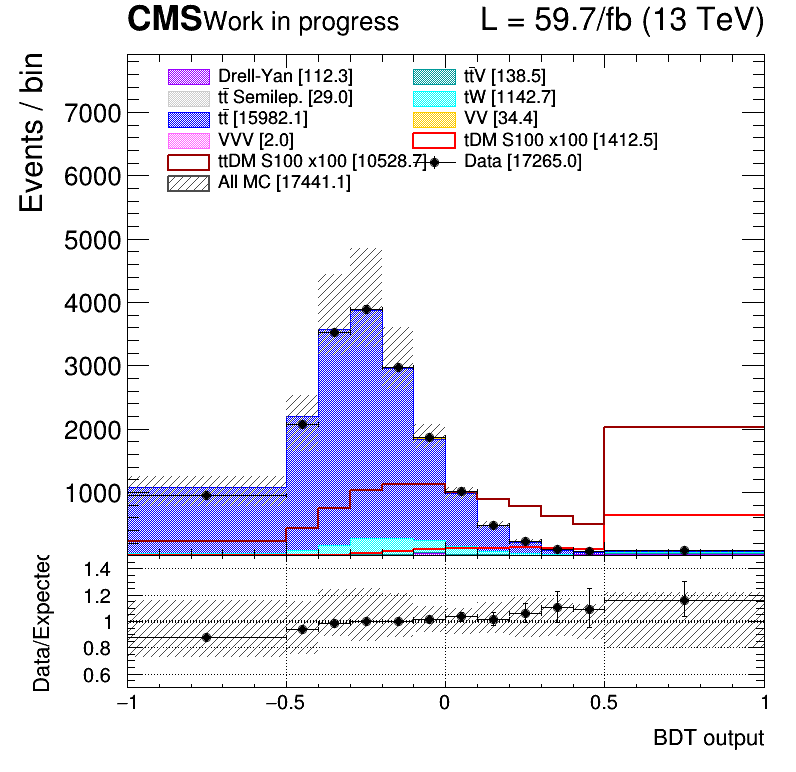 CMS Work in progress L = 59.7/fb (13 TeV)
Events / bin
Drell-Yan [112.3] tt̄V [138.5]
tt̄ Semilep. [29.0] tW [1142.7]
tt̄ [15982.1] VV [34.4]
VVV [2.0] tDM S100 x100 [1412.5]
ttDM S100 x100 [10528.7] Data [17265.0]
All MC [17441.1]
7000
6000
5000
4000
3000
2000
1000
Data/Expected
1.4
1.2
1
0.8
0.6
−1 −0.5 0 0.5 1
BDT output